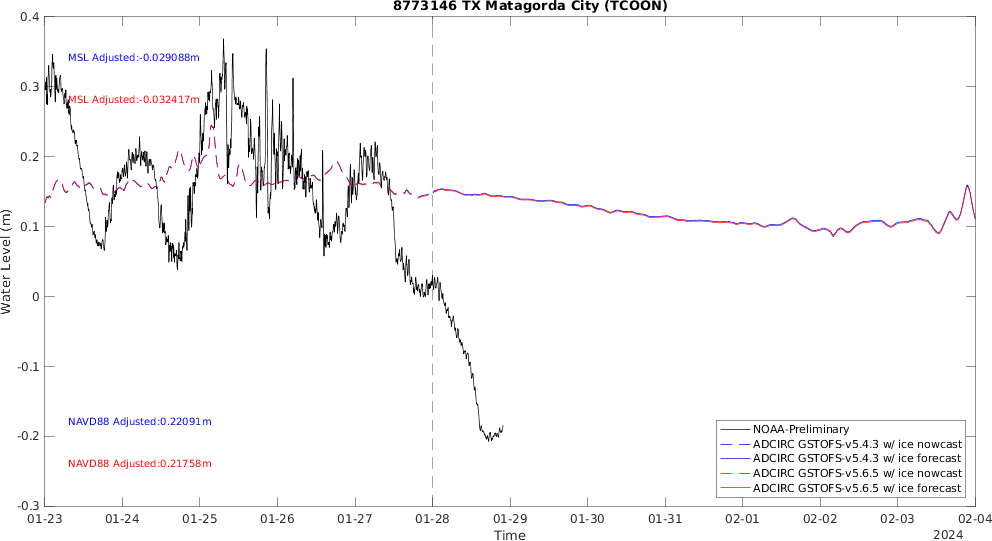 8773146 TX Matagorda City (TCOON)
0.4
0.3
0.2
0.1
0
-0.1
-0.2
-0.3
Water Level (m)
MSL Adjusted:-0.029088m
MSL Adjusted:-0.032417m
NAVD88 Adjusted:0.22091m
NAVD88 Adjusted:0.21758m
NOAA-Preliminary
ADCIRC GSTOFS-v5.4.3 w/ ice nowcast
ADCIRC GSTOFS-v5.4.3 w/ ice forecast
ADCIRC GSTOFS-v5.6.5 w/ ice nowcast
ADCIRC GSTOFS-v5.6.5 w/ ice forecast
01-23 01-24 01-25 01-26 01-27 01-28 01-29 01-30 01-31 02-01 02-02 02-03 02-04
Time
2024